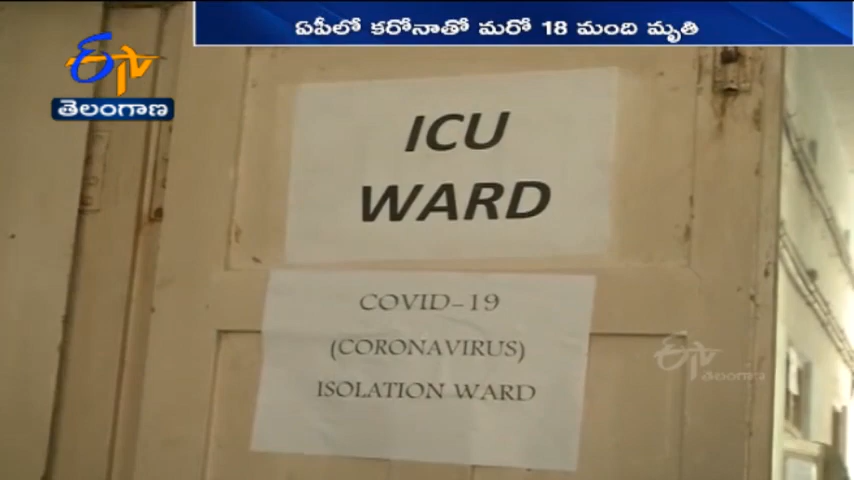 ఏపీలో కరోనాతో మరో 18 మంది మృతి
ETV
తెలంగాణ
ICU
WARD
COVID-19
(CORONAVIRUS)
ISOLATION WARD
ETV
తెలంగాణ